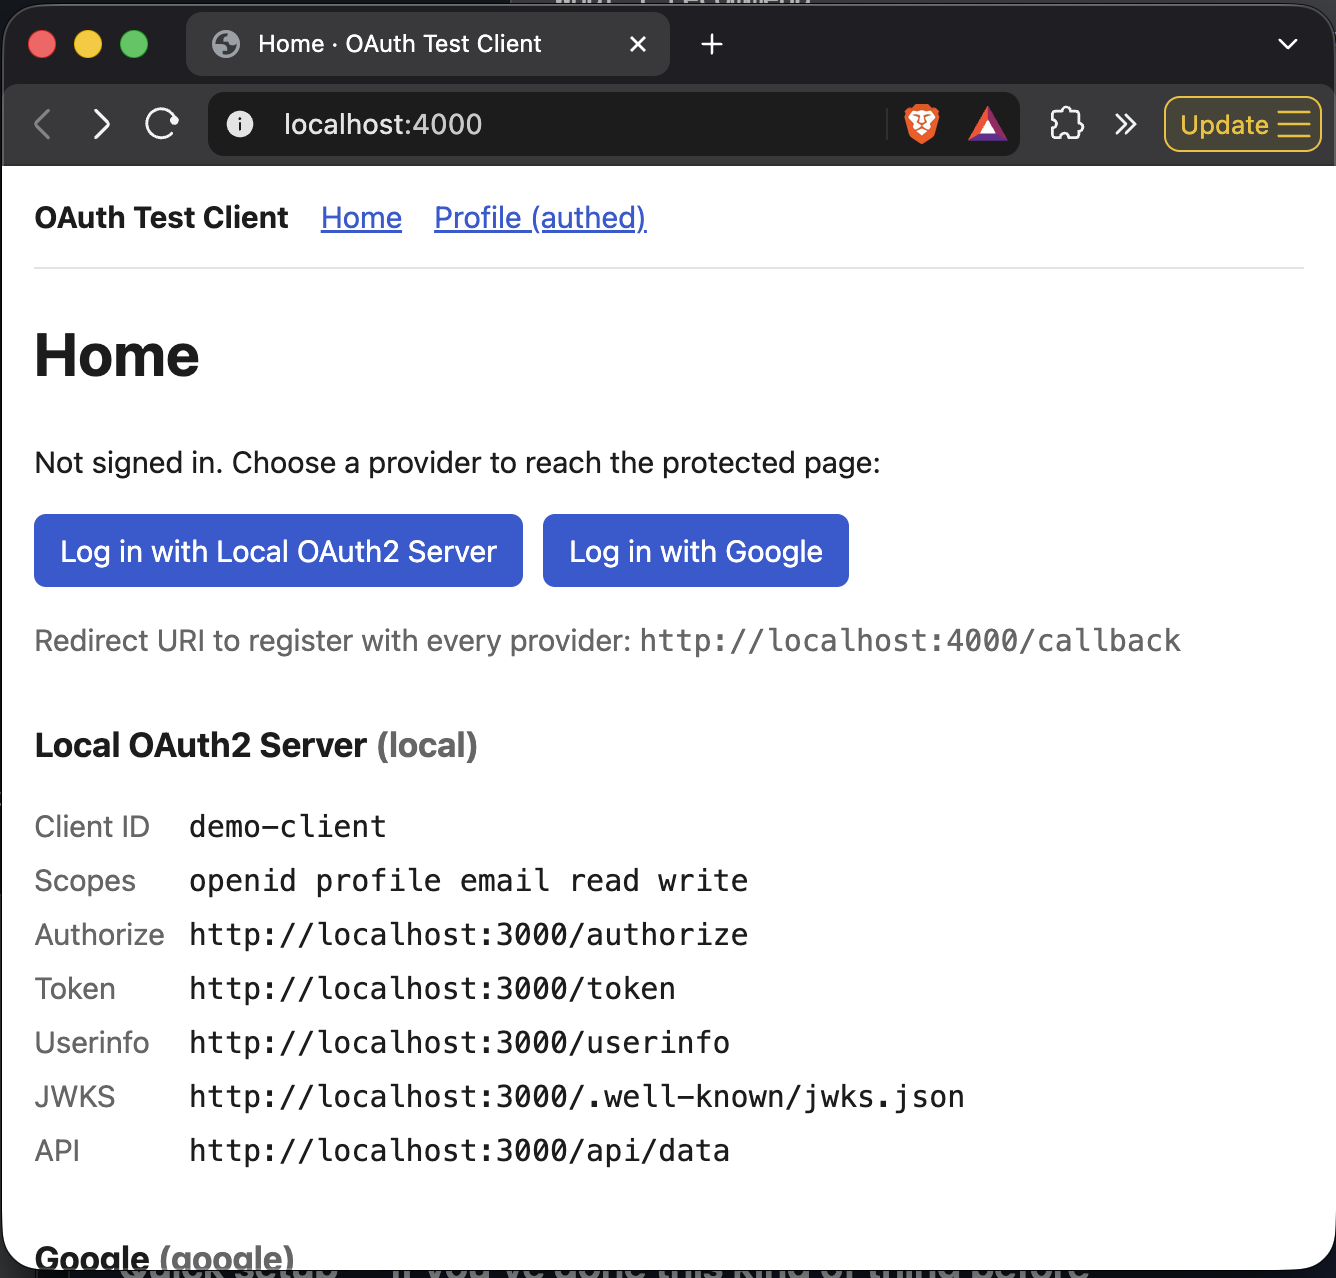 Home · OAuth Test Client
localhost:4000
Update
OAuth Test Client Home Profile (authed)
Home
Not signed in. Choose a provider to reach the protected page:
Log in with Local OAuth2 Server Log in with Google
Redirect URI to register with every provider: http://localhost:4000/callback
Local OAuth2 Server (local)
Client ID demo-client
Scopes openid profile email read write
Authorize http://localhost:3000/authorize
Token http://localhost:3000/token
Userinfo http://localhost:3000/userinfo
JWKS http://localhost:3000/.well-known/jwks.json
API http://localhost:3000/api/data
Google (google)